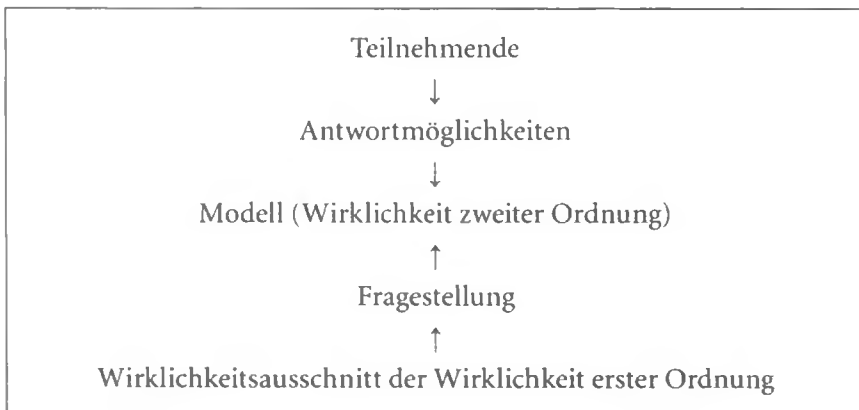 Teilnehmende
↓
Antwortmöglichkeiten
↓
Modell (Wirklichkeit zweiter Ordnung)
↑
Fragestellung
↑
Wirklichkeitsausschnitt der Wirklichkeit erster Ordnung